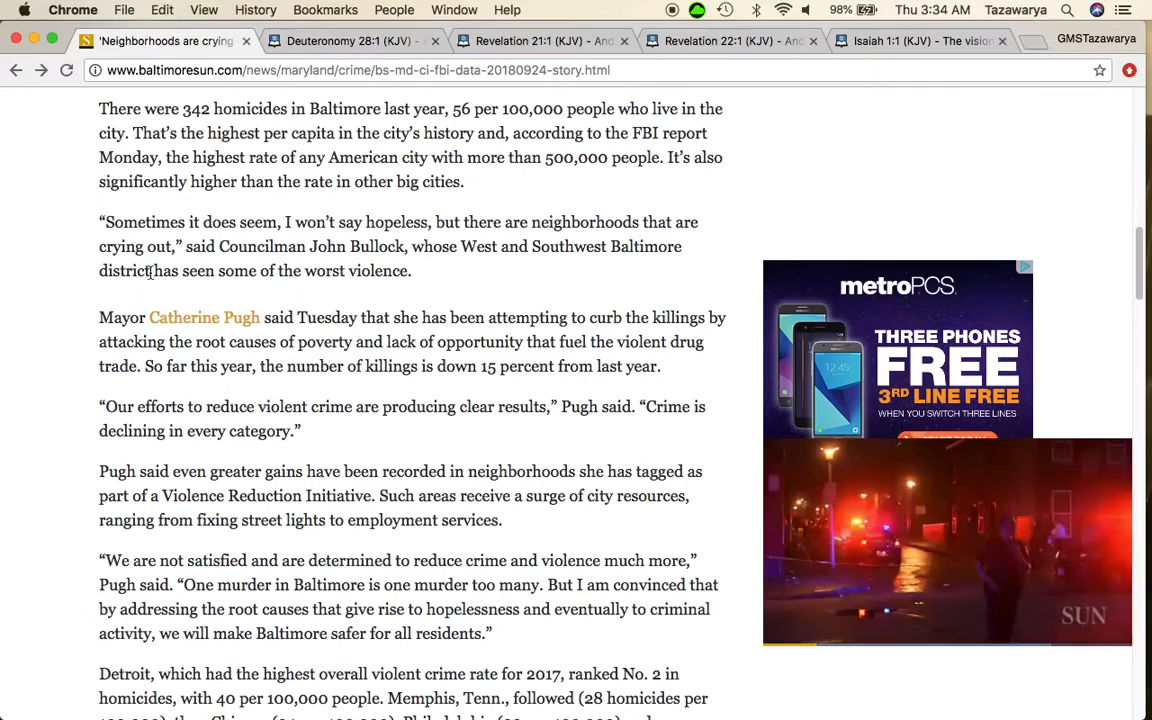 Chrome File Edit View History Bookmarks People Window Help 98% Thu 3:34 AM Tazawarya
'Neighborhoods are crying Deuteronomy 28:1 (KJV) - Revelation 21:1 (KJV) - And Revelation 22:1 (KJV) - And Isaiah 1:1 (KJV) - The vision GMSTazawarya
www.baltimoresun.com/news/maryland/crime/bs-md-ci-fbi-data-20180924-story.html
There were 342 homicides in Baltimore last year, 56 per 100,000 people who live in the
city. That's the highest per capita in the city's history and, according to the FBI report
Monday, the highest rate of any American city with more than 500,000 people. It's also
significantly higher than the rate in other big cities.
“Sometimes it does seem, I won't say hopeless, but there are neighborhoods that are
crying out,” said Councilman John Bullock, whose West and Southwest Baltimore
district has seen some of the worst violence.
Mayor Catherine Pugh said Tuesday that she has been attempting to curb the killings by
attacking the root causes of poverty and lack of opportunity that fuel the violent drug
trade. So far this year, the number of killings is down 15 percent from last year.
“Our efforts to reduce violent crime are producing clear results,” Pugh said. “Crime is
declining in every category.”
Pugh said even greater gains have been recorded in neighborhoods she has tagged as
part of a Violence Reduction Initiative. Such areas receive a surge of city resources,
ranging from fixing street lights to employment services.
“We are not satisfied and are determined to reduce crime and violence much more,”
Pugh said. “One murder in Baltimore is one murder too many. But I am convinced that
by addressing the root causes that give rise to hopelessness and eventually to criminal
activity, we will make Baltimore safer for all residents.”
Detroit, which had the highest overall violent crime rate for 2017, ranked No. 2 in
homicides, with 40 per 100,000 people. Memphis, Tenn., followed (28 homicides per
metroPCS.
12:45
THREE PHONES
FREE
3RD LINE FREE
WHEN YOU SWITCH THREE LINES
SUN